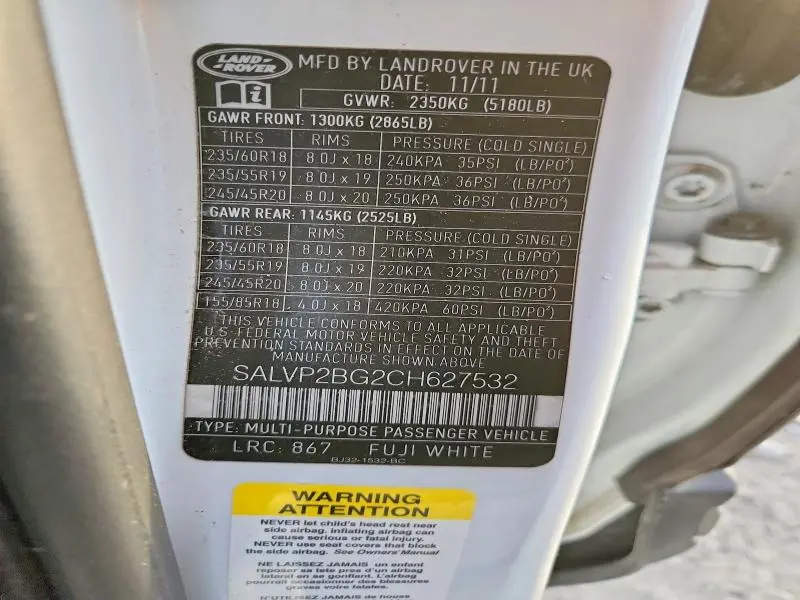 LAND ROVER
MFD BY LANDROVER IN THE UK
DATE: 11/11
GVWR: 2350KG (5180LB)
GAWR FRONT: 1300KG (2865LB)
TIRES RIMS PRESSURE (COLD SINGLE)
235/60R18 8.0J x 18 240KPA 35PSI (LB/PO²)
235/55R19 8.0J x 19 250KPA 36PSI (LB/PO²)
245/45R20 8.0J x 20 250KPA 36PSI (LB/PO²)
GAWR REAR: 1145KG (2525LB)
TIRES RIMS PRESSURE (COLD SINGLE)
235/60R18 8.0J x 18 210KPA 31PSI (LB/PO²)
235/55R19 8.0J x 19 220KPA 32PSI (LB/PO²)
245/45R20 8.0J x 20 220KPA 32PSI (LB/PO²)
155/85R18 4.0J x 18 420KPA 60PSI (LB/PO²)
THIS VEHICLE CONFORMS TO ALL APPLICABLE
U.S. FEDERAL MOTOR VEHICLE SAFETY AND THEFT
PREVENTION STANDARDS IN EFFECT ON THE DATE OF
MANUFACTURE SHOWN ABOVE.
SALVP2BG2CH627532
TYPE: MULTI-PURPOSE PASSENGER VEHICLE
LRC: 867 FUJI WHITE
BJ32-1532-BC
WARNING
ATTENTION
NEVER let child's head rest near
side airbag. Inflating airbag can
cause serious or fatal injury.
NEVER use seat covers that block
the side airbag. See Owners' Manual
NE LAISSEZ JAMAIS un enfant
reposer sa tete pres d'un airbag
lateral en se gonflant. L'airbag
pourrait occasionner des blessures
graves voire fatales.
N'UTILISEZ JAMAIS de house